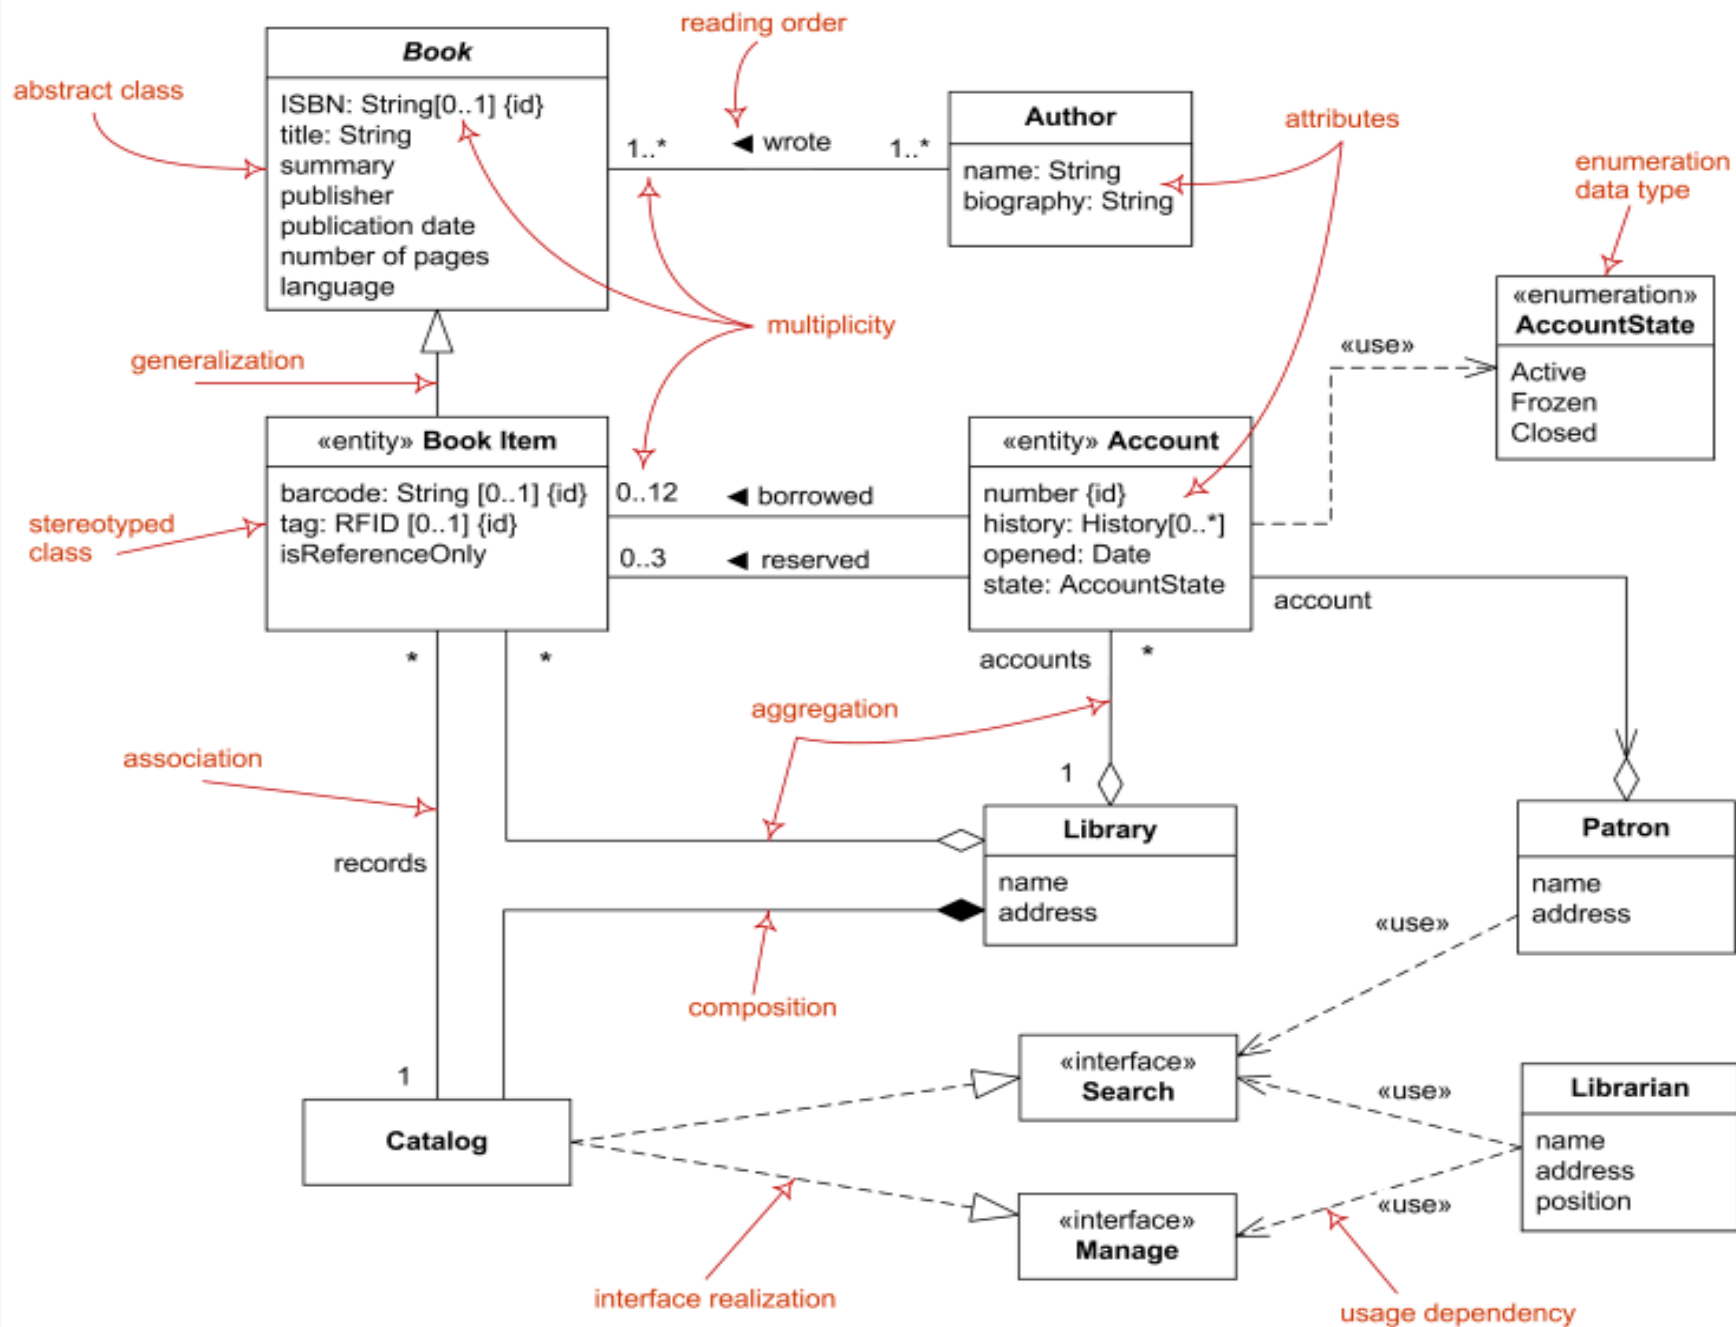 reading order
Book
abstract class
ISBN: String[0..1] {id}
title: String
summary
publisher
publication date
number of pages
language
1..*
◄ wrote
1..*
Author
name: String
biography: String
attributes
enumeration
data type
multiplicity
generalization
«enumeration»
AccountState
Active
Frozen
Closed
«use»
«entity» Book Item
barcode: String [0..1] {id}
tag: RFID [0..1] {id}
isReferenceOnly
stereotyped
class
0..12
◄ borrowed
0..3
◄ reserved
«entity» Account
number {id}
history: History[0..*]
opened: Date
state: AccountState
account
*
*
accounts
*
aggregation
association
1
records
Library
name
address
Patron
name
address
composition
«use»
1
Catalog
«interface»
Search
«use»
Librarian
name
address
position
«interface»
Manage
«use»
interface realization
usage dependency